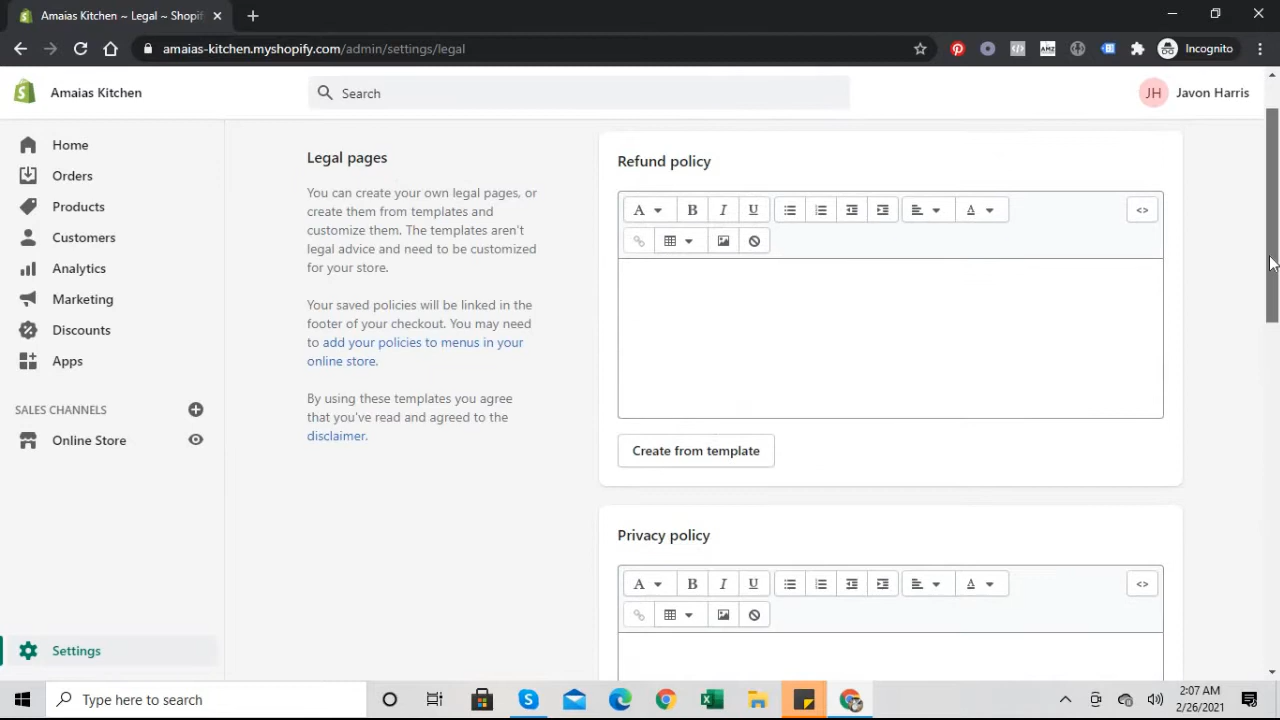 Amaias Kitchen ~ Legal ~ Shopif
amaias-kitchen.myshopify.com/admin/settings/legal
Incognito
Amaias Kitchen
Search
JH
Javon Harris
Home
Orders
Products
Customers
Analytics
Marketing
Discounts
Apps
SALES CHANNELS
Online Store
Settings
Legal pages
You can create your own legal pages, or
create them from templates and
customize them. The templates aren't
legal advice and need to be customized
for your store.
Your saved policies will be linked in the
footer of your checkout. You may need
to add your policies to menus in your
online store.
By using these templates you agree
that you've read and agreed to the
disclaimer.
Refund policy
A B I U A <>
Create from template
Privacy policy
A B I U A <>
Type here to search
2:07 AM
2/26/2021